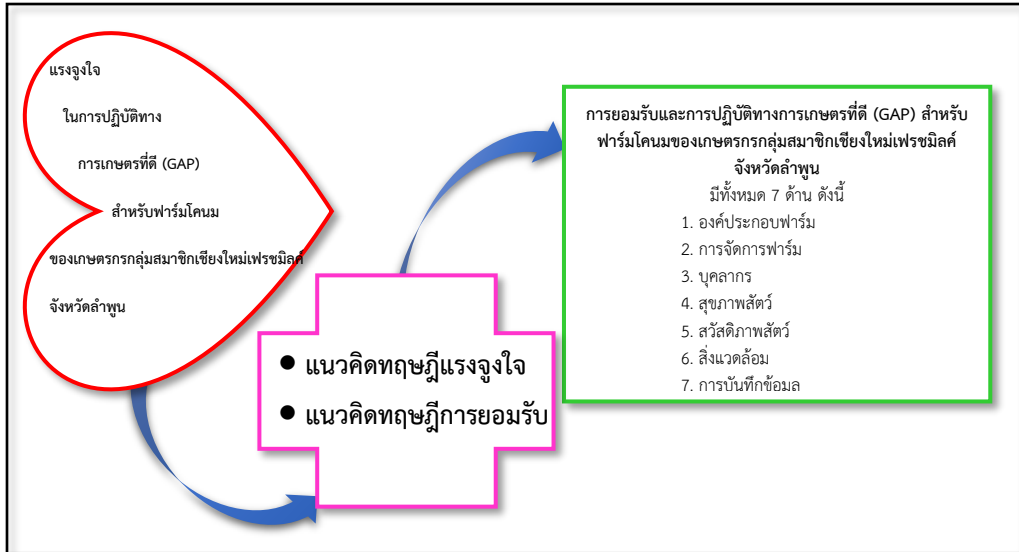 แรงจูงใจ
ในการปฏิบัติทาง
การเกษตรที่ดี (GAP)
สำหรับฟาร์มโคนม
ของเกษตรกรกลุ่มสมาชิกเชียงใหม่เฟรชมิลค์
จังหวัดลำพูน
● แนวคิดทฤษฎีแรงจูงใจ
● แนวคิดทฤษฎีการยอมรับ
การยอมรับและการปฏิบัติทางการเกษตรที่ดี (GAP) สำหรับ
ฟาร์มโคนมของเกษตรกรกลุ่มสมาชิกเชียงใหม่เฟรชมิลค์
จังหวัดลำพูน
มีทั้งหมด 7 ด้าน ดังนี้
1. องค์ประกอบฟาร์ม
2. การจัดการฟาร์ม
3. บุคลากร
4. สุขภาพสัตว์
5. สวัสดิภาพสัตว์
6. สิ่งแวดล้อม
7. การบันทึกข้อมูล